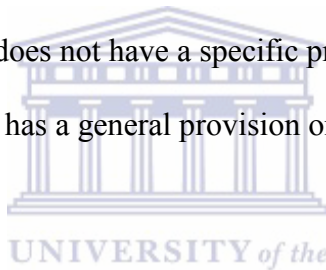 does not have a specific pr
has a general provision o
UNIVERSITY of the